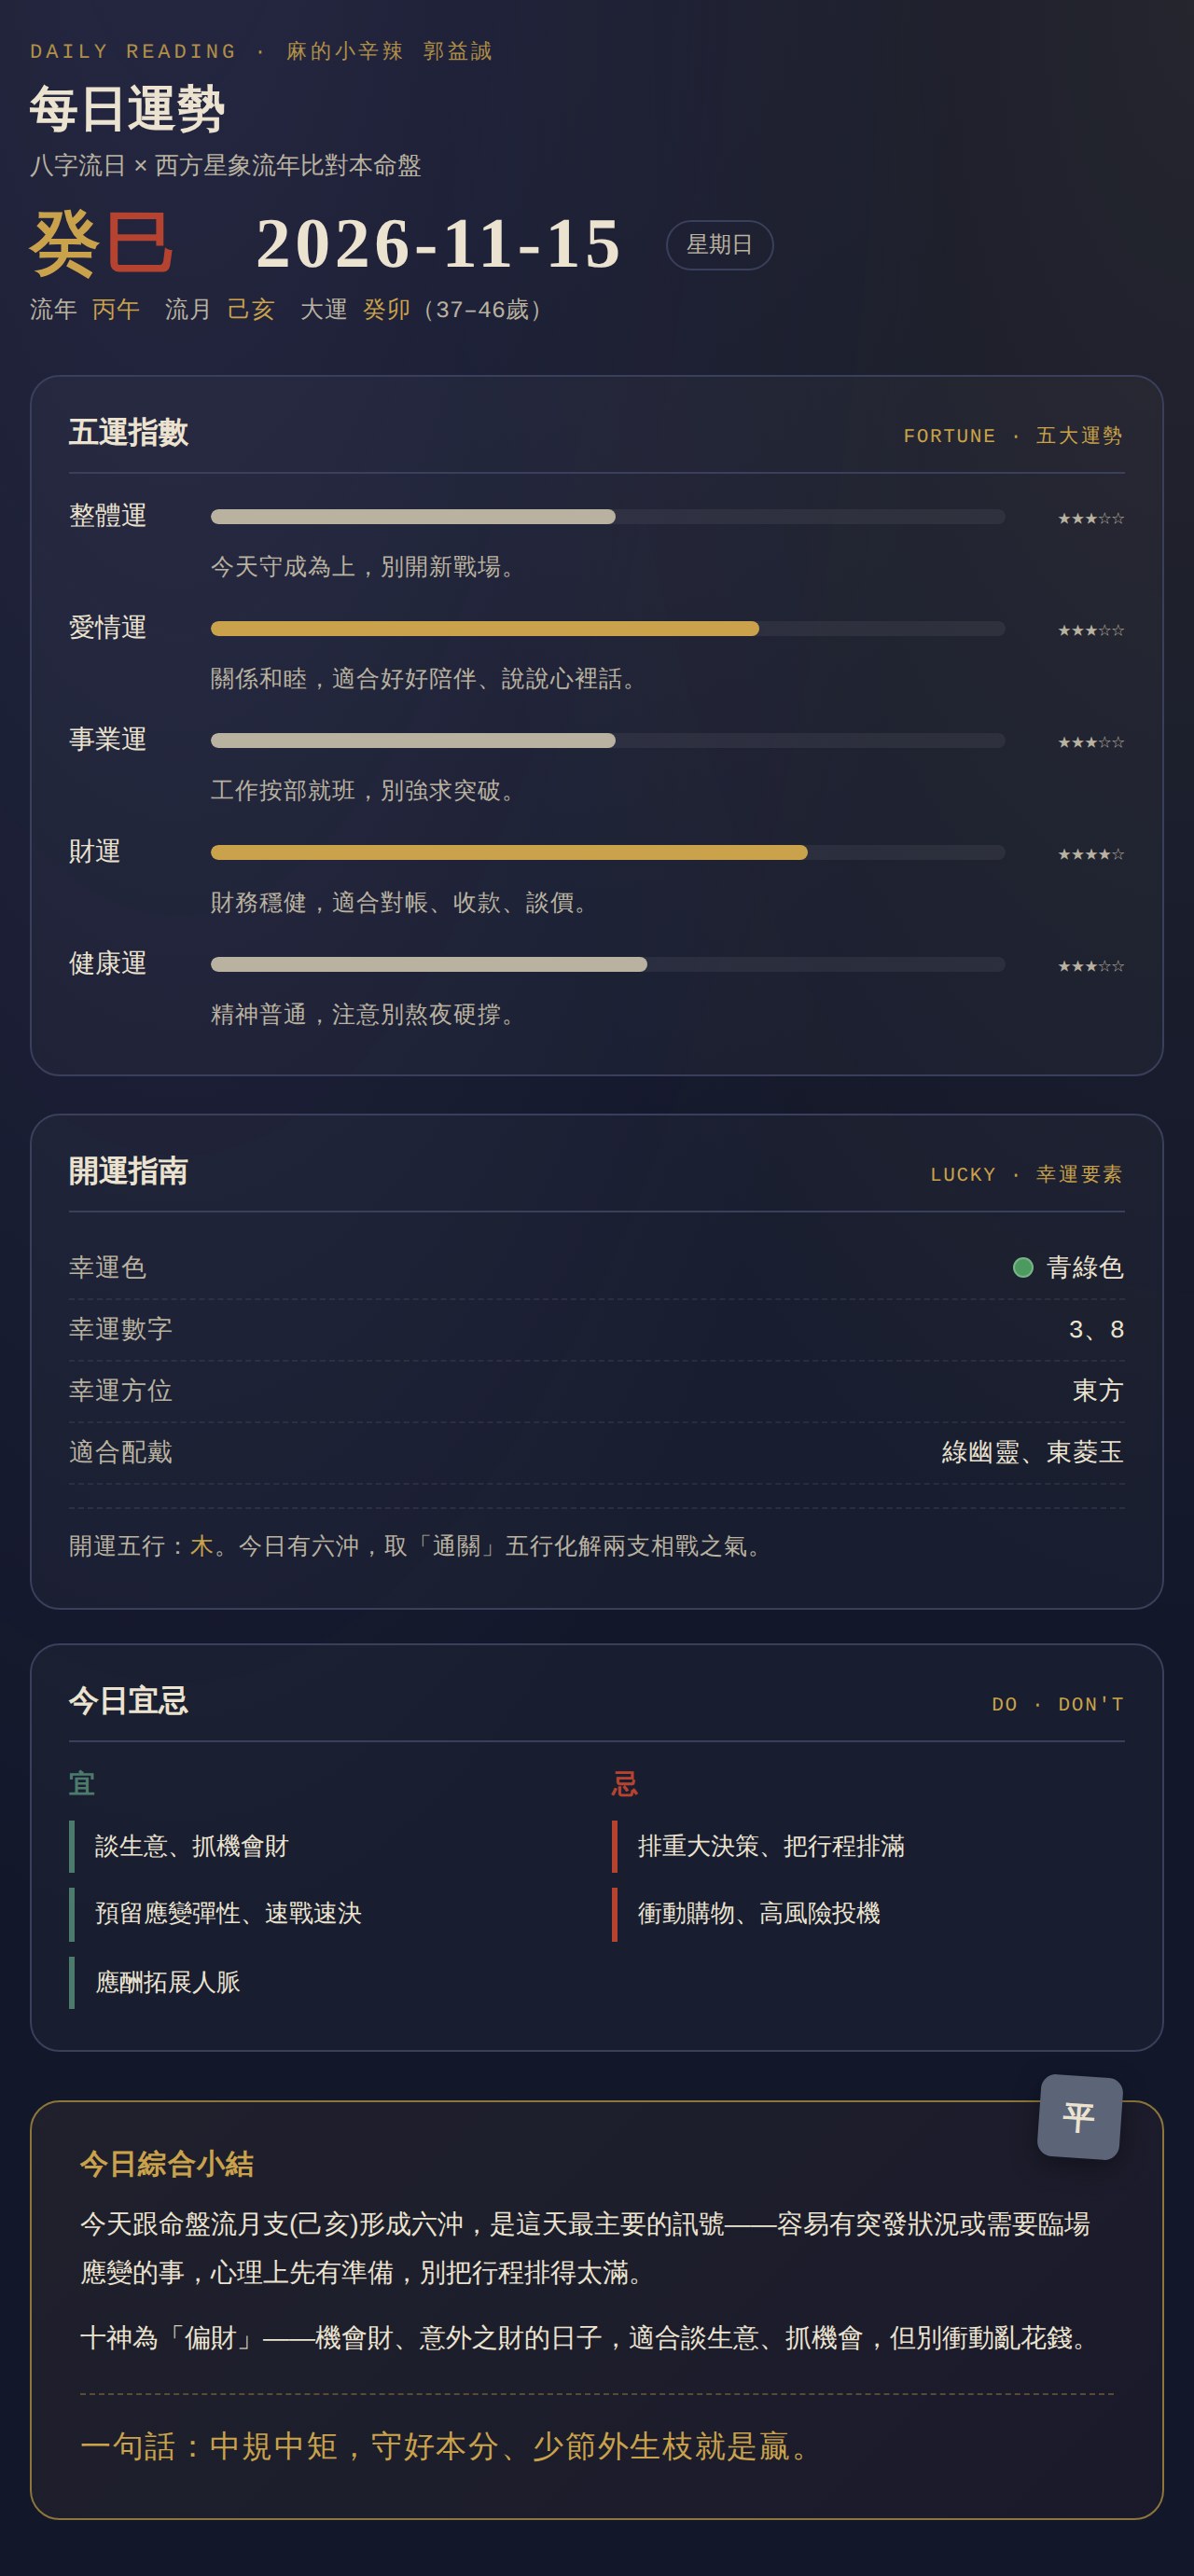 DAILY READING · 麻的小辛辣 郭益誠
每日運勢
八字流日 × 西方星象流年比對本命盤
癸巳 2026-11-15 星期日
流年 丙午 流月 己亥 大運 癸卯（37–46歲）
五運指數 FORTUNE · 五大運勢
整體運 ★★★☆☆
今天守成為上，別開新戰場。
愛情運 ★★★☆☆
關係和睦，適合好好陪伴、說說心裡話。
事業運 ★★★☆☆
工作按部就班，別強求突破。
財運 ★★★★☆
財務穩健，適合對帳、收款、談價。
健康運 ★★★☆☆
精神普通，注意別熬夜硬撐。
開運指南 LUCKY · 幸運要素
幸運色 青綠色
幸運數字 3、8
幸運方位 東方
適合配戴 綠幽靈、東菱玉
開運五行：木。今日有六沖，取「通關」五行化解兩支相戰之氣。
今日宜忌 DO · DON'T
宜
談生意、抓機會財
預留應變彈性、速戰速決
應酬拓展人脈
忌
排重大決策、把行程排滿
衝動購物、高風險投機
平
今日綜合小結
今天跟命盤流月支(己亥)形成六沖，是這天最主要的訊號——容易有突發狀況或需要臨場
應變的事，心理上先有準備，別把行程排得太滿。
十神為「偏財」——機會財、意外之財的日子，適合談生意、抓機會，但別衝動亂花錢。
一句話：中規中矩，守好本分、少節外生枝就是贏。